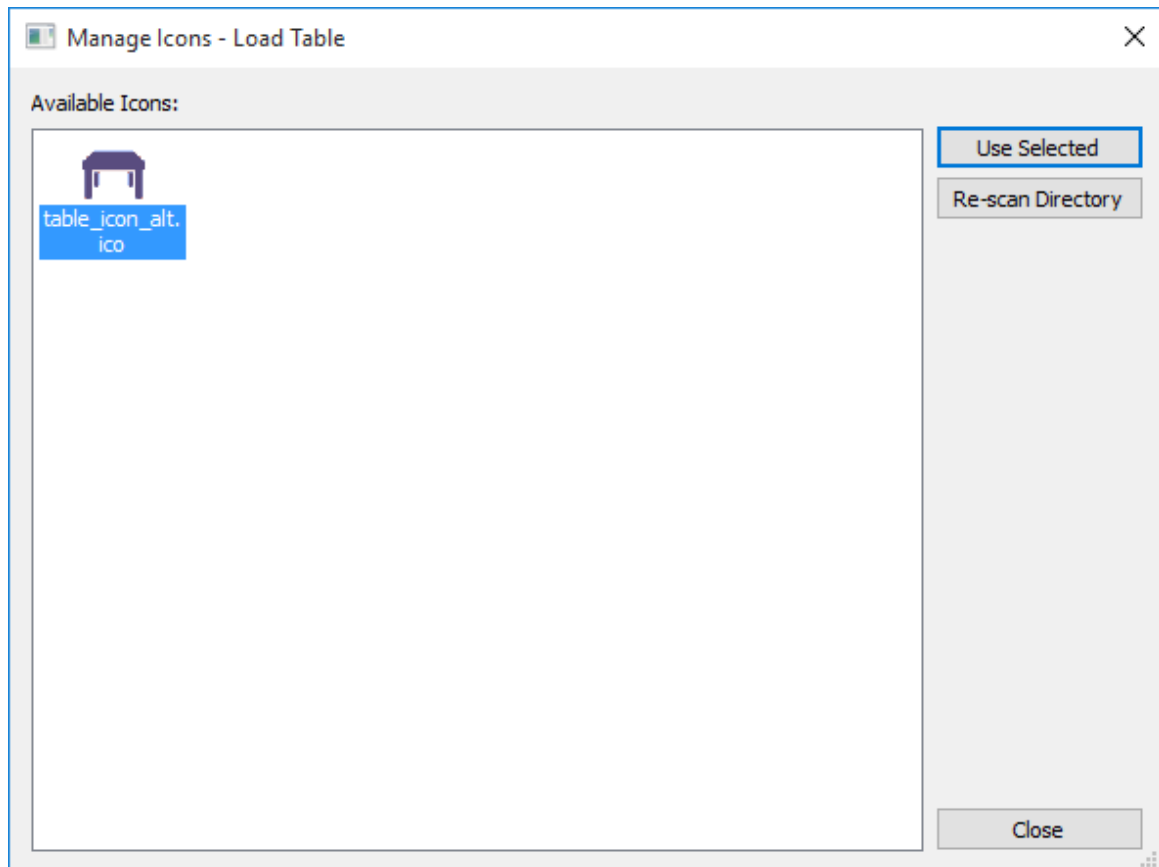 Manage Icons - Load Table
Available Icons:
table_icon_alt.
ico
Use Selected
Re-scan Directory
Close